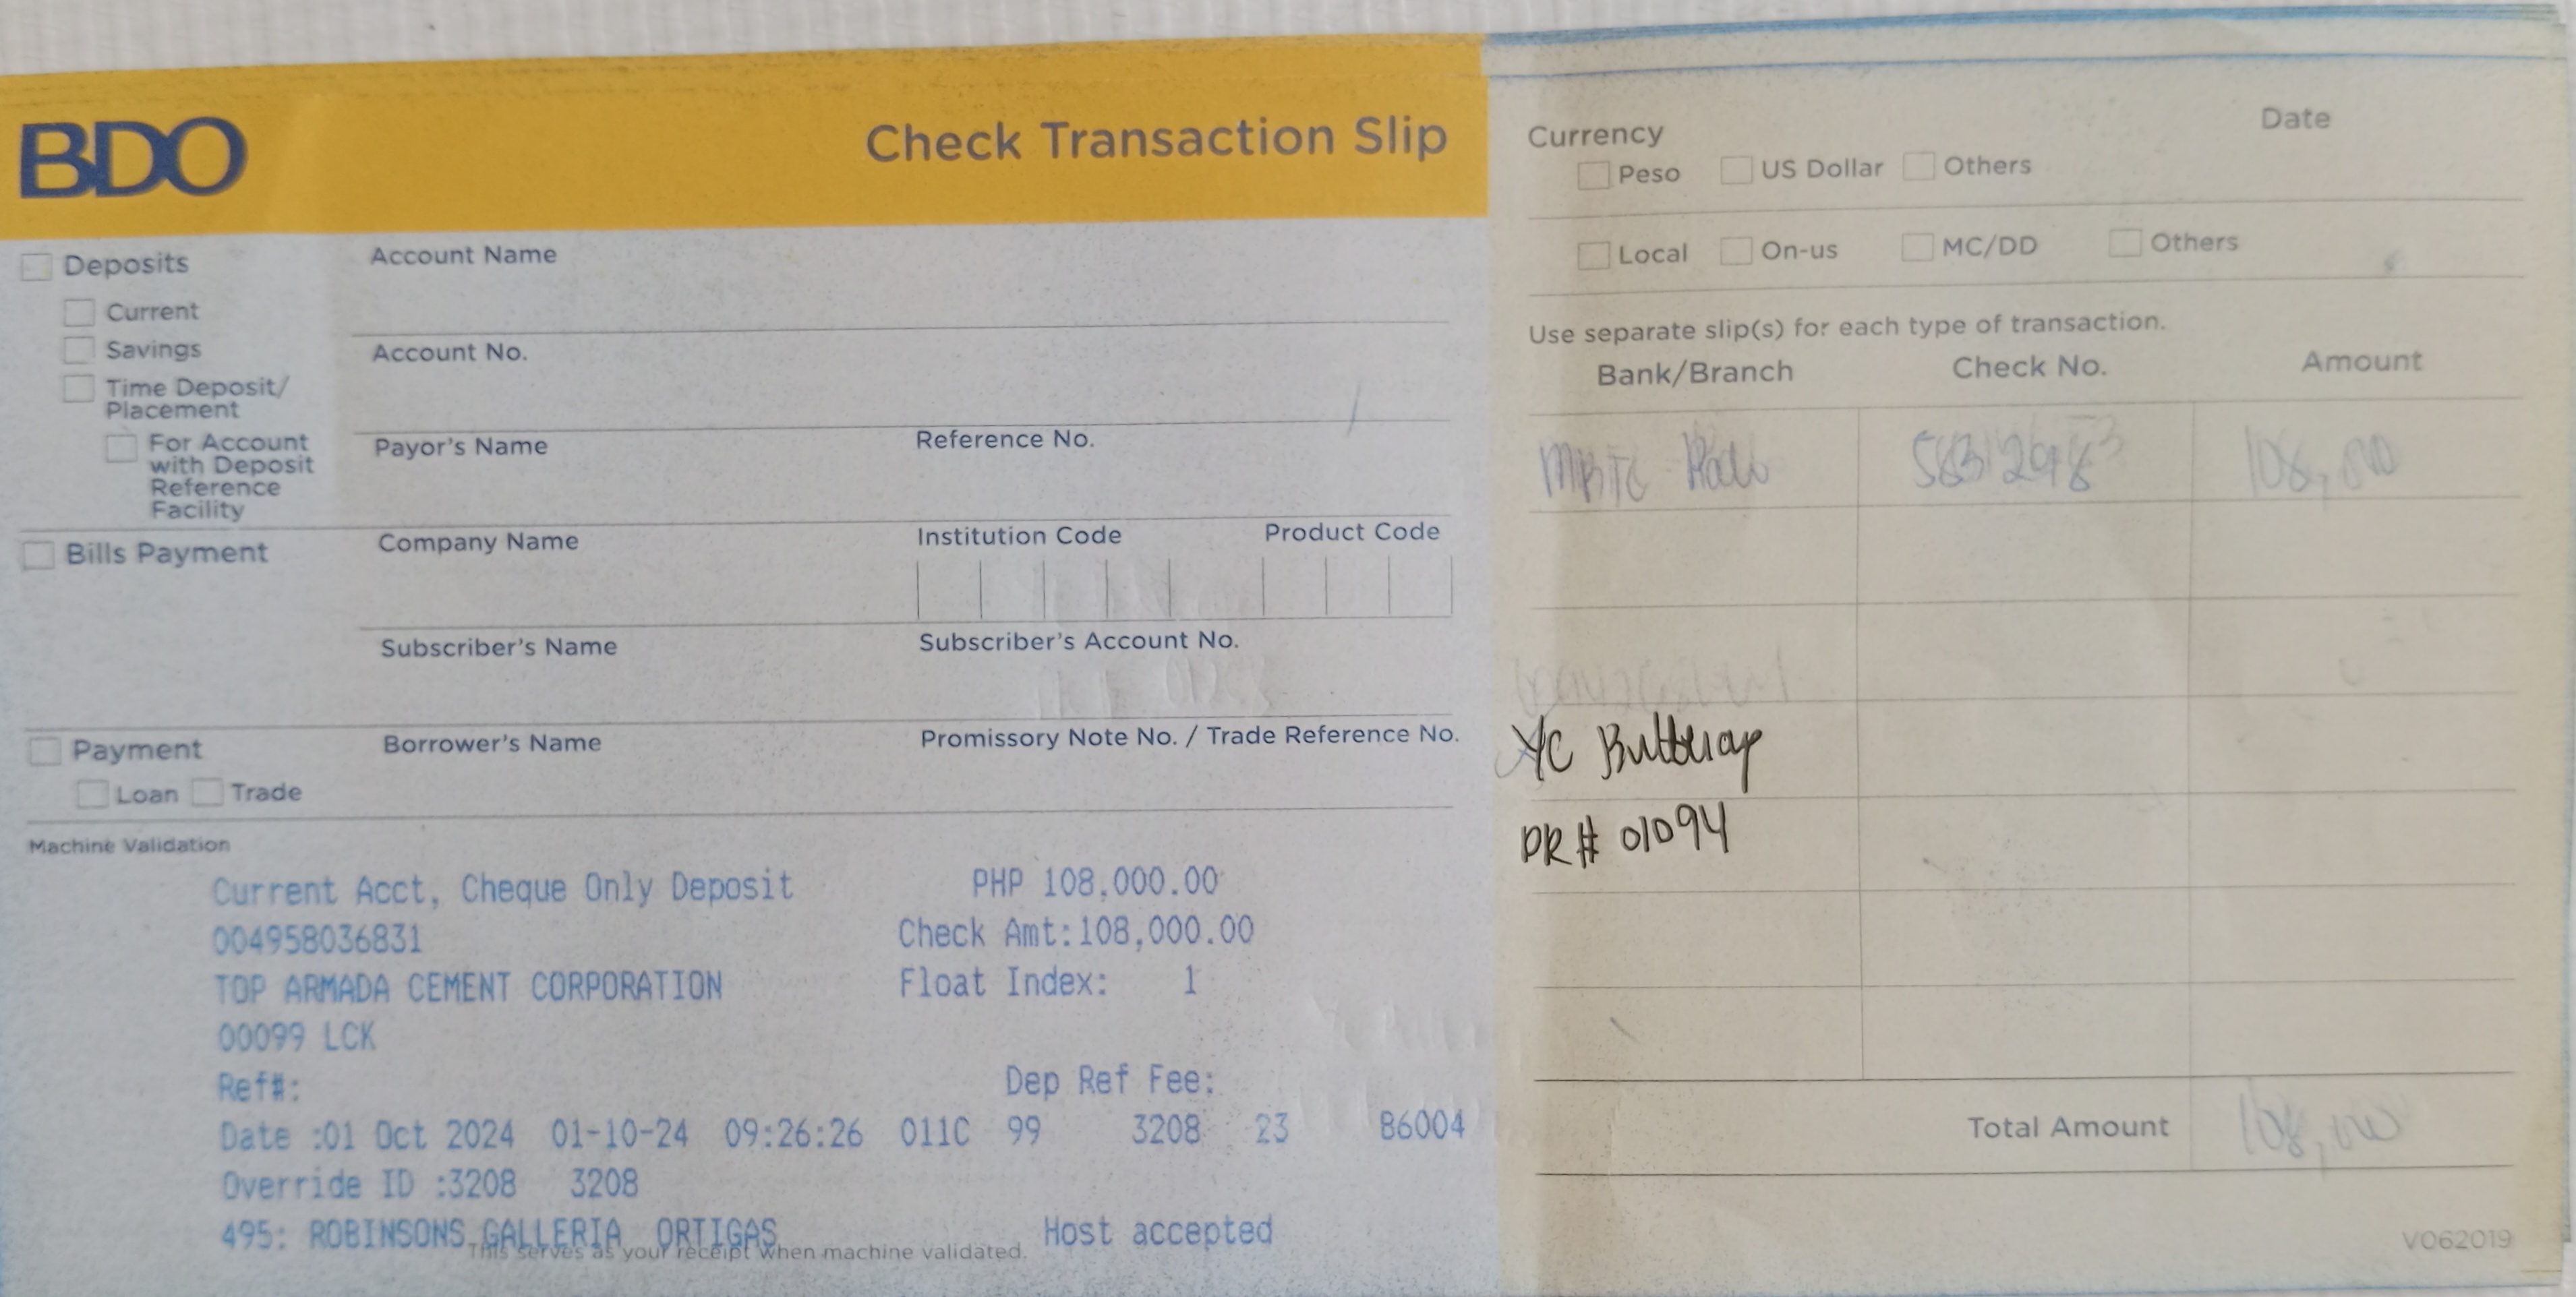 BDO
Check Transaction Slip
Deposits
Current
Savings
Time Deposit/
Placement
For Account
with Deposit
Reference
Facility
Bills Payment
Payment
Loan Trade
Account Name
Account No.
Payor's Name Reference No.
Company Name Institution Code Product Code
Subscriber's Name Subscriber's Account No.
Borrower's Name Promissory Note No. / Trade Reference No.
Machine Validation
Current Acct, Cheque Only Deposit PHP 108,000.00
004958036831 Check Amt:108,000.00
TOP ARMADA CEMENT CORPORATION Float Index: 1
00099 LCK
Ref#: Dep Ref Fee:
Date :01 Oct 2024 01-10-24 09:26:26 011C 99 3208 23 86004
Override ID :3208 3208
495: ROBINSONS GALLERIA ORTIGAS Host accepted
This serves as your receipt when machine validated.
Currency Date
Peso US Dollar Others
Local On-us MC/DD Others
Use separate slip(s) for each type of transaction.
Bank/Branch Check No. Amount
MBTC 108,000
YC
PR# 01094
Total Amount 108,000
V062019